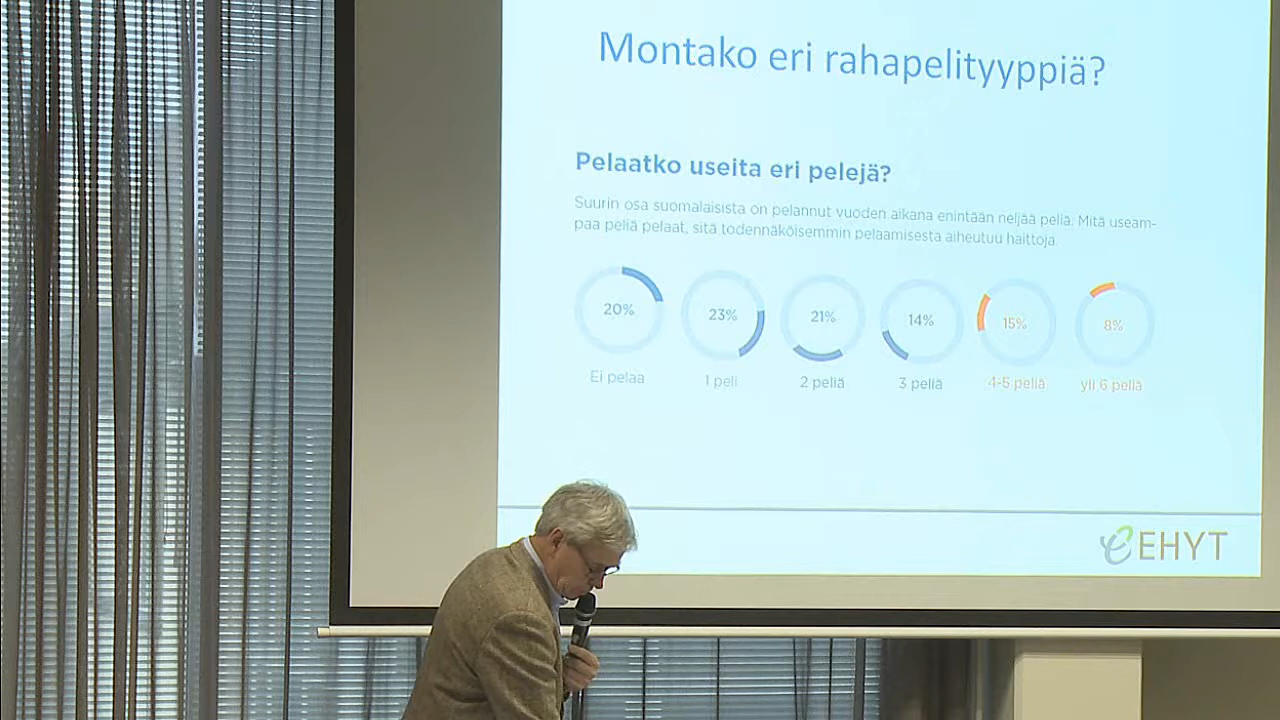 Montako eri rahapelityyppiä?
Pelaatko useita eri pelejä?
Suurin osa suomalaisista on pelannut vuoden aikana enintään neljää peliä. Mitä useam-
paa peliä pelaat, sitä todennäköisemmin pelaamisesta aiheutuu haittoja.
20% 23% 21% 14% 15% 8%
Ei pelaa 1 peli 2 peliä 3 peliä 4-5 peliä yli 6 peliä
EHYT